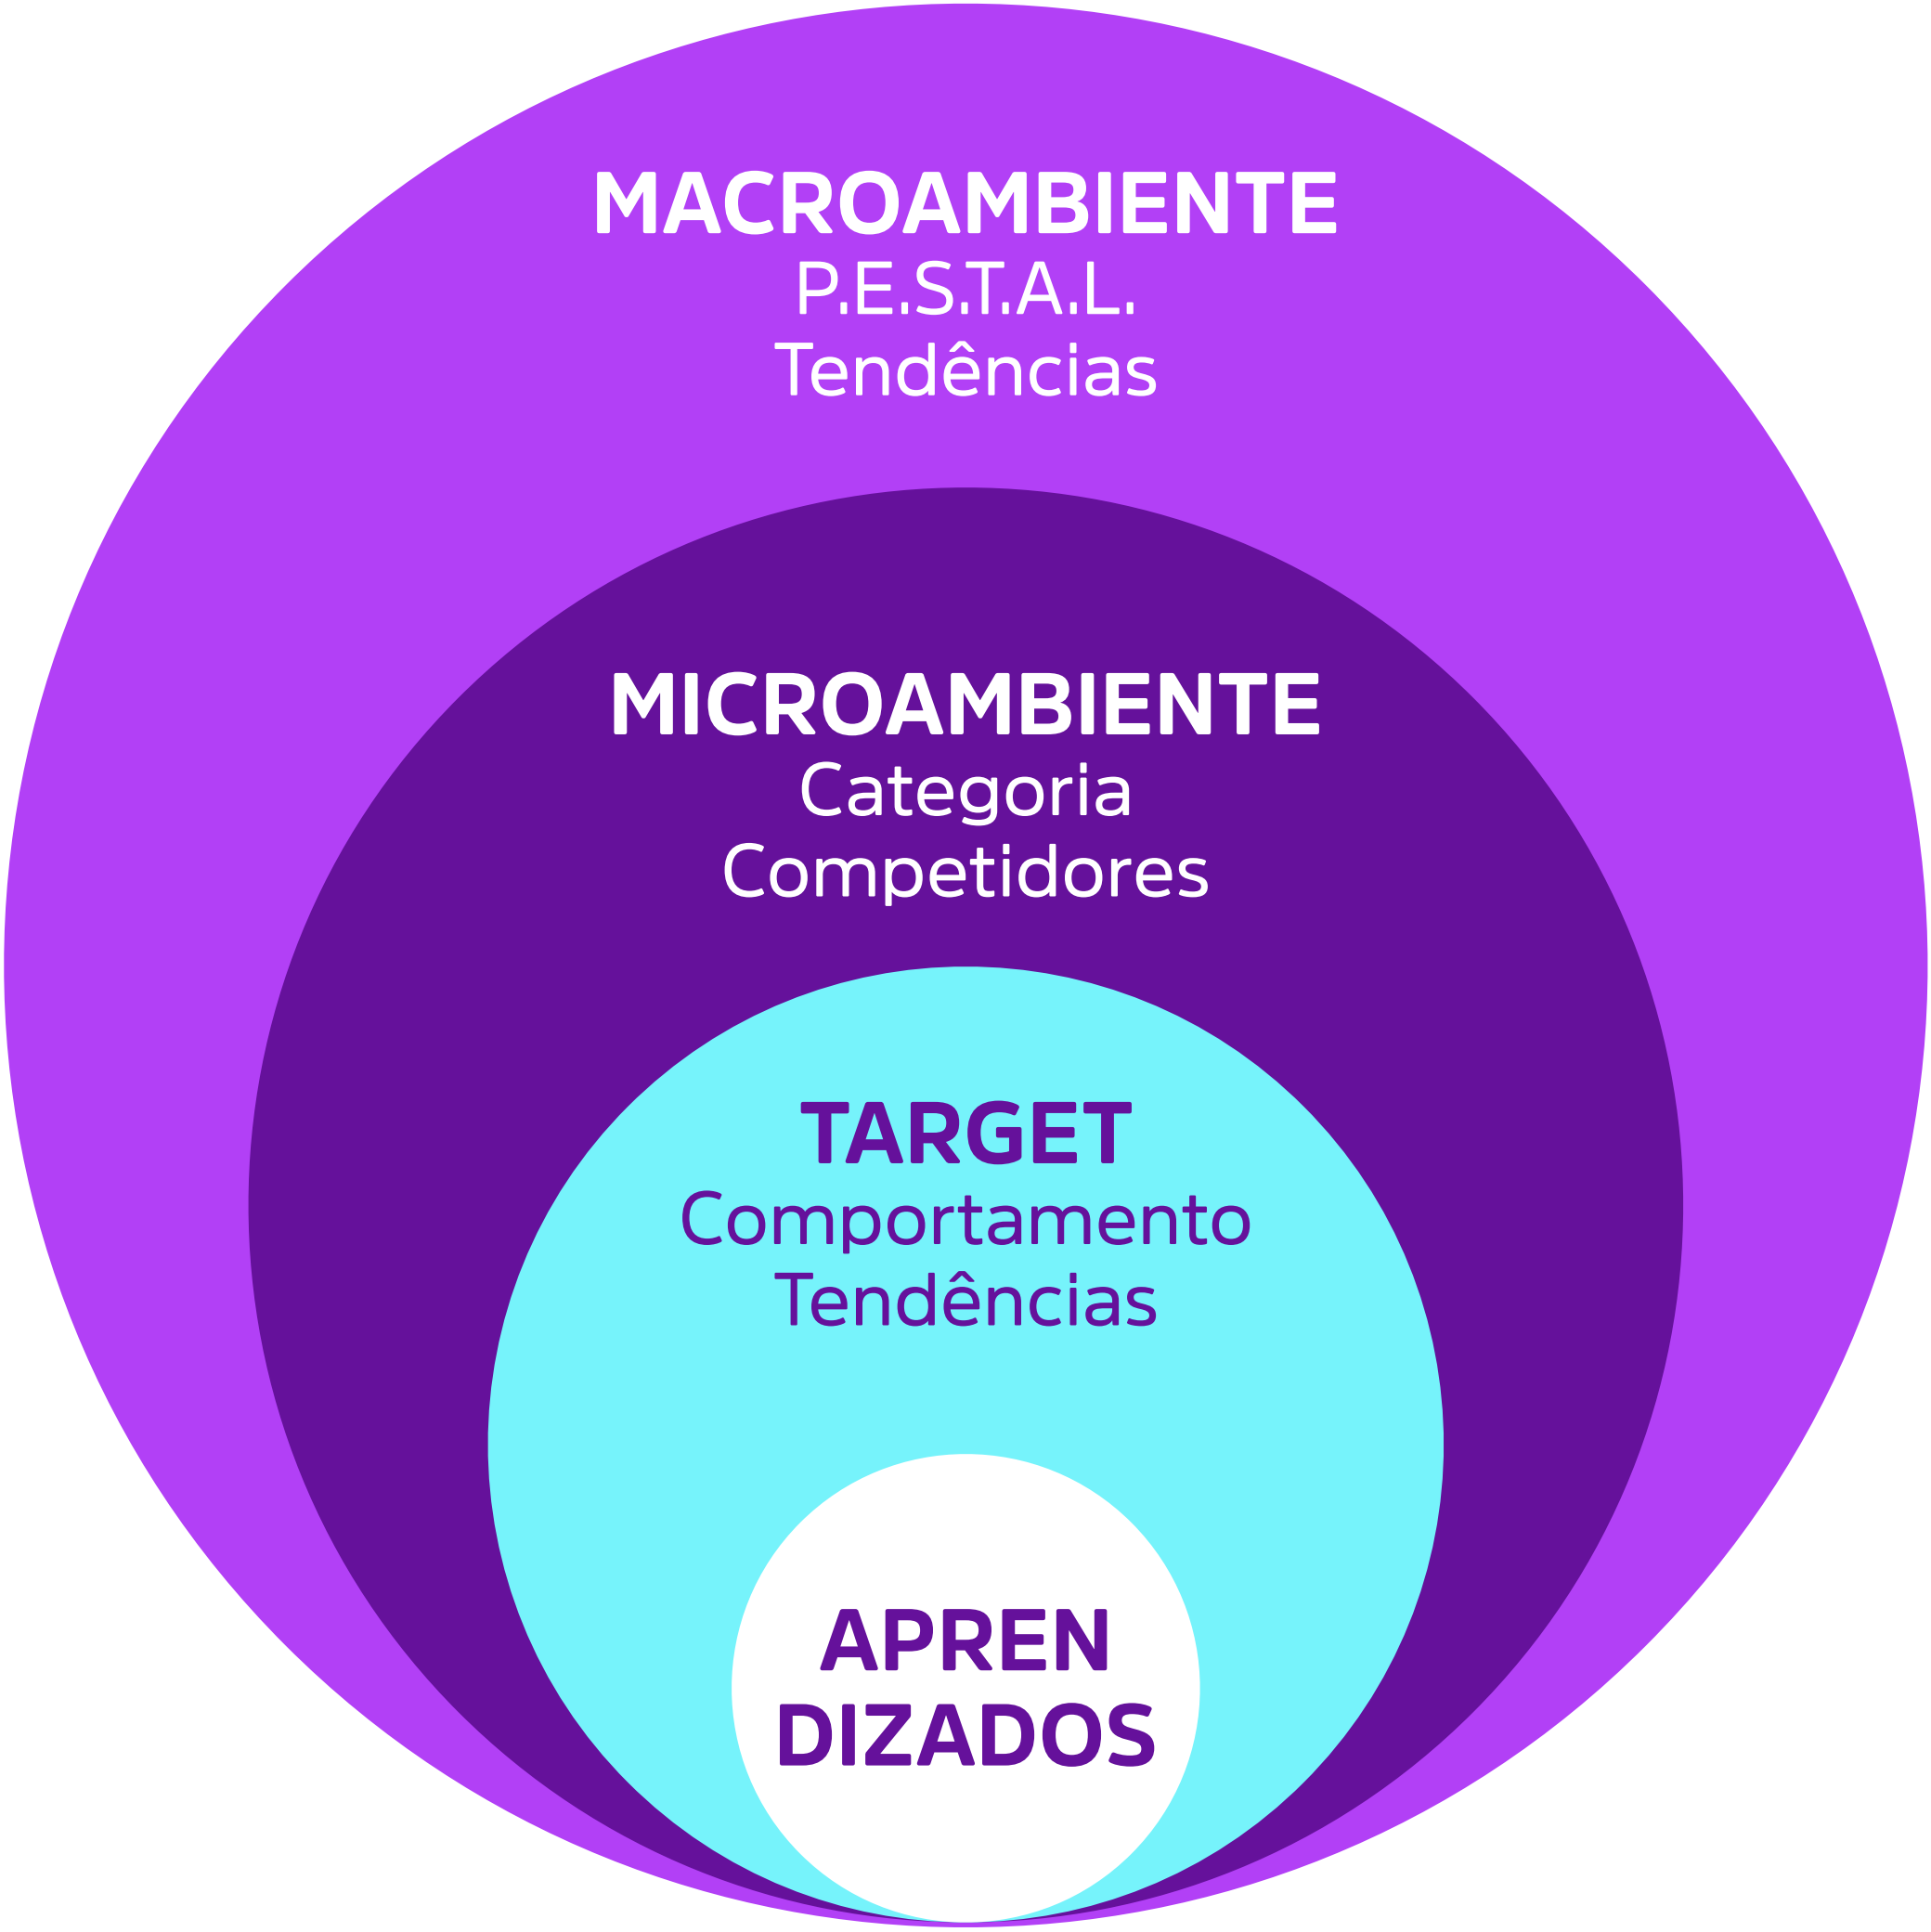 MACROAMBIENTE
P.E.S.T.A.L.
Tendências
MICROAMBIENTE
Categoria
Competidores
TARGET
Comportamento
Tendências
APREN
DIZADOS